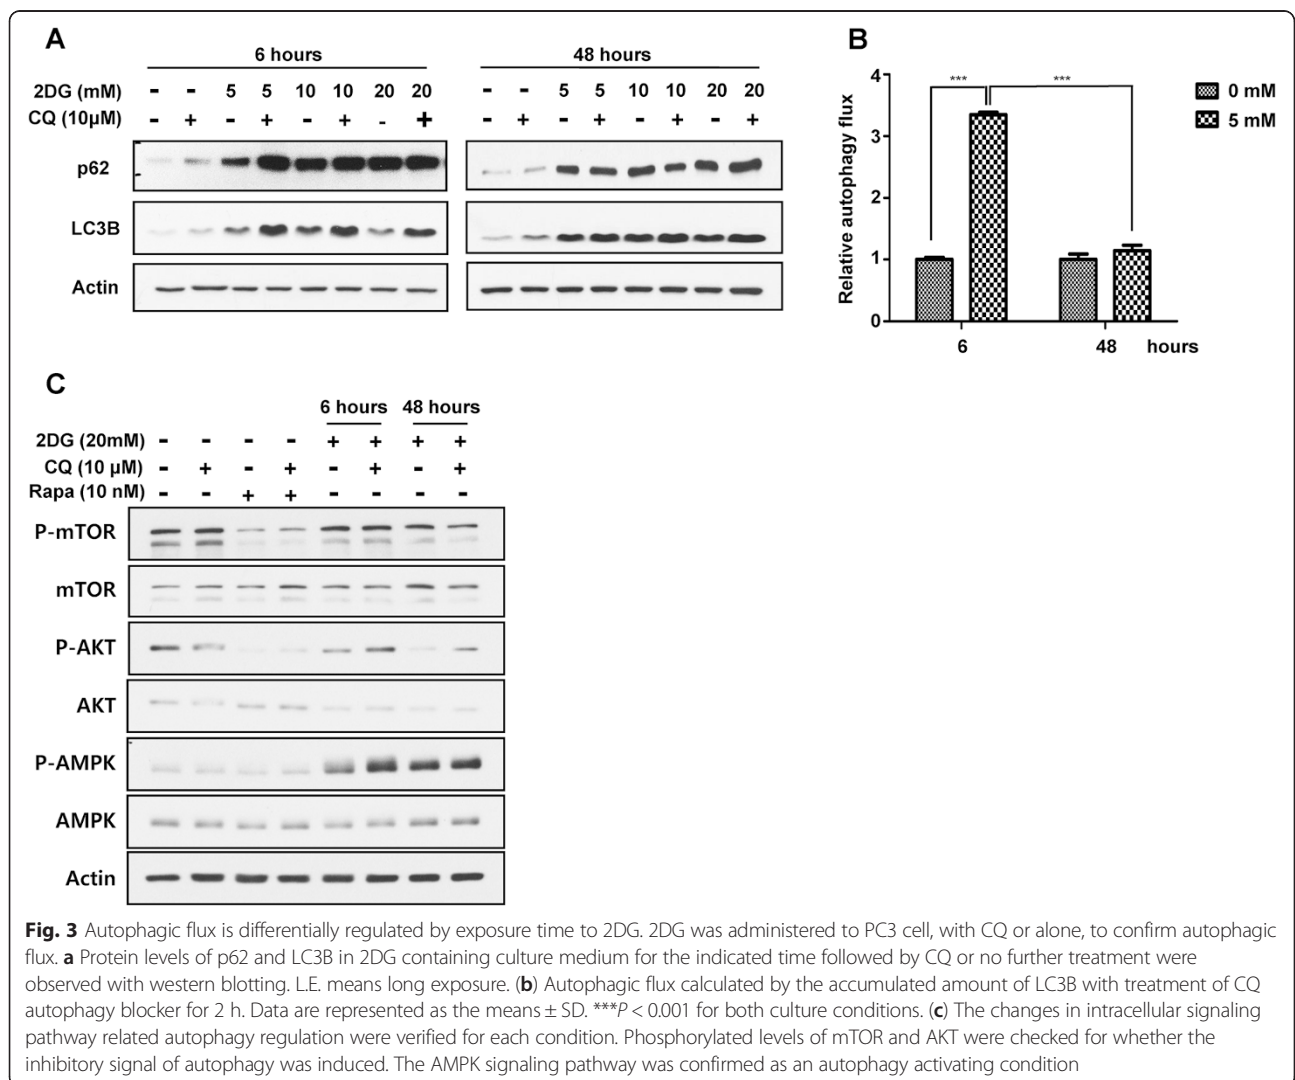 A
6 hours
48 hours
2DG (mM) - - 5 5 10 10 20 20 - - 5 5 10 10 20 20
CQ (10µM) - + - + - + - + - + - + - + - +
p62
LC3B
Actin
B
Relative autophagy flux
4
3
2
1
0
*** ***
0 mM
5 mM
6 48 hours
C
6 hours 48 hours
2DG (20mM) - - - - + + + +
CQ (10 µM) - + - + - + - +
Rapa (10 nM) - - + + - - - -
P-mTOR
mTOR
P-AKT
AKT
P-AMPK
AMPK
Actin
Fig. 3 Autophagic flux is differentially regulated by exposure time to 2DG. 2DG was administered to PC3 cell, with CQ or alone, to confirm autophagic
flux. a Protein levels of p62 and LC3B in 2DG containing culture medium for the indicated time followed by CQ or no further treatment were
observed with western blotting. L.E. means long exposure. (b) Autophagic flux calculated by the accumulated amount of LC3B with treatment of CQ
autophagy blocker for 2 h. Data are represented as the means ± SD. ***P < 0.001 for both culture conditions. (c) The changes in intracellular signaling
pathway related autophagy regulation were verified for each condition. Phosphorylated levels of mTOR and AKT were checked for whether the
inhibitory signal of autophagy was induced. The AMPK signaling pathway was confirmed as an autophagy activating condition